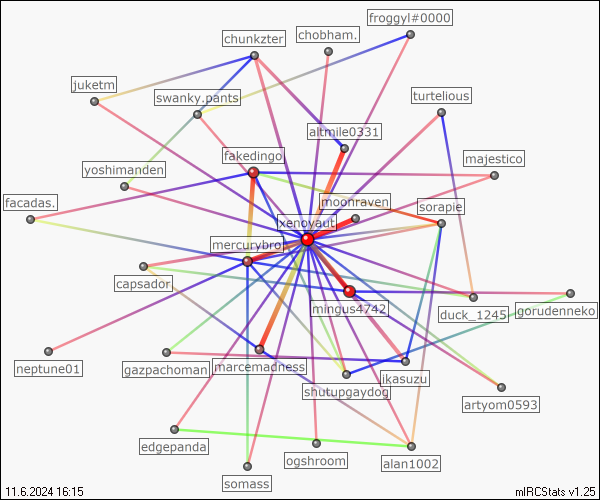 froggyl#0000
chunkzter
chobham.
juketm
swanky.pants
turtelious
altmile0331
fakedingo
majestico
yoshimanden
moonraven
facadas.
sorapie
xenoyaut
mercurybro
capsador
mingus4742
duck_1245
gorudenneko
neptune01
gazpachoman
marcemadness
ikasuzu
shutupgaydog
artyom0593
edgepanda
ogshroom
alan1002
somass
11.6.2024 16:15
mIRCStats v1.25